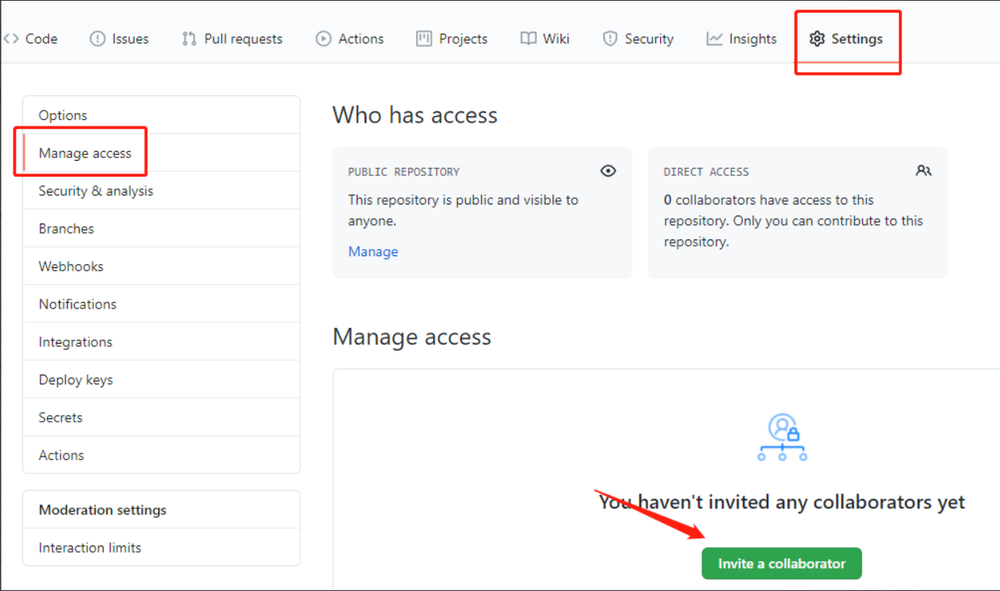 Code Issues Pull requests Actions Projects Wiki Security Insights Settings
Options
Manage access
Security & analysis
Branches
Webhooks
Notifications
Integrations
Deploy keys
Secrets
Actions
Moderation settings
Interaction limits
Who has access
PUBLIC REPOSITORY
This repository is public and visible to
anyone.
Manage
DIRECT ACCESS
0 collaborators have access to this
repository. Only you can contribute to this
repository.
Manage access
You haven't invited any collaborators yet
Invite a collaborator